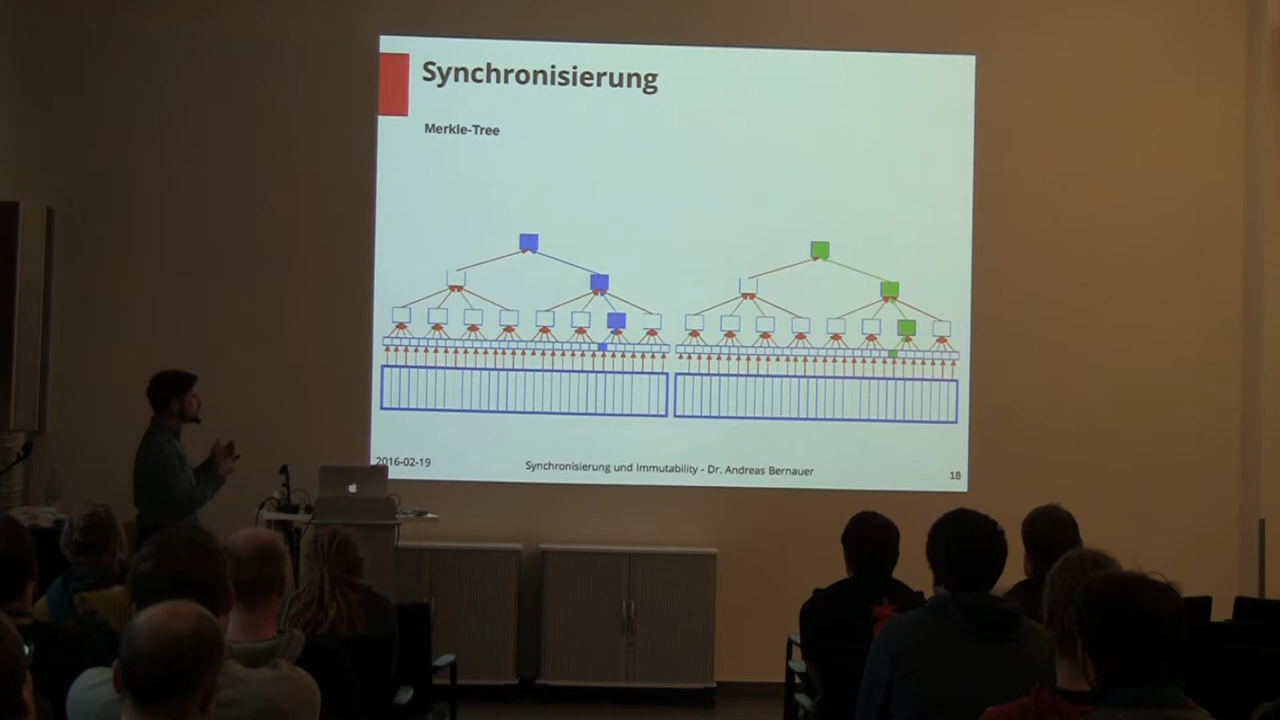 Synchronisierung
Merkle-Tree
2016-02-19
Synchronisierung und Immutability - Dr. Andreas Bernauer
18